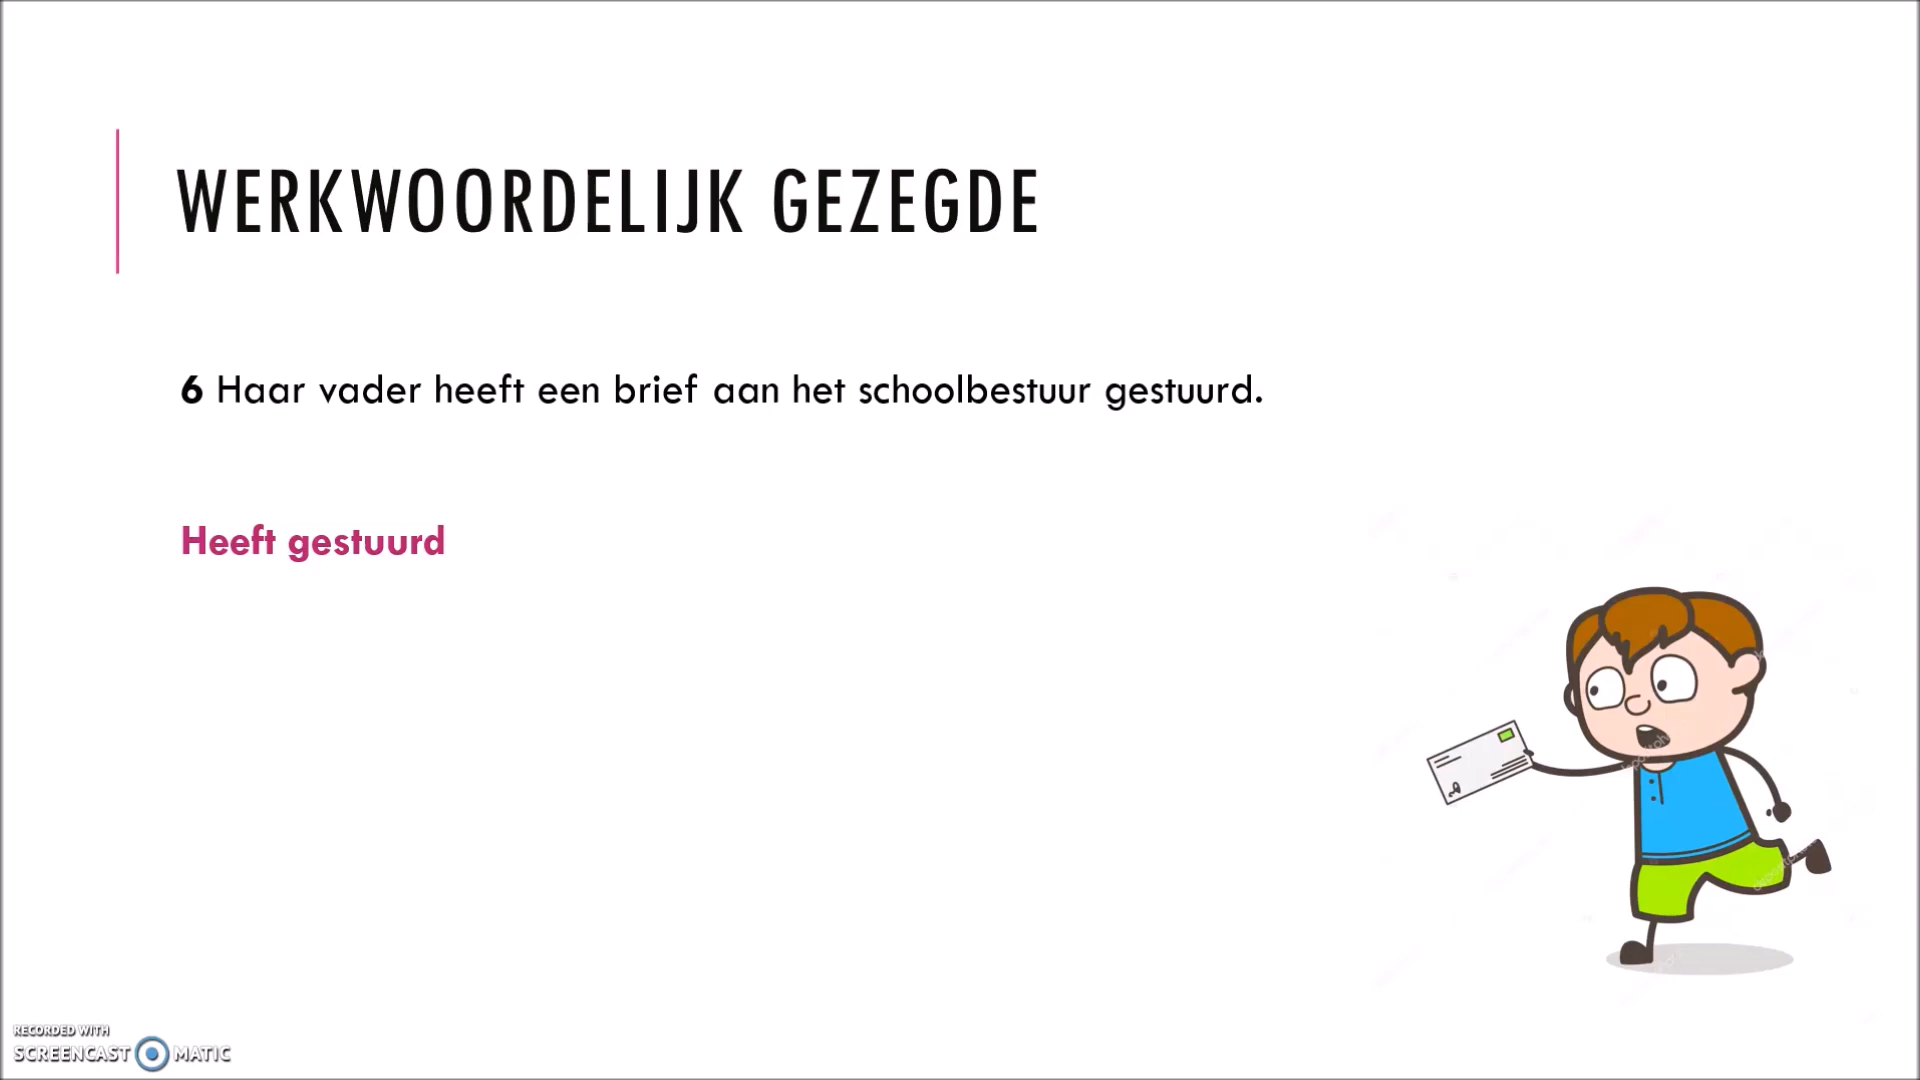 WERKWOORDELIJK GEZEGDE
6 Haar vader heeft een brief aan het schoolbestuur gestuurd.
Heeft gestuurd
RECORDED WITH
SCREENCAST MATIC